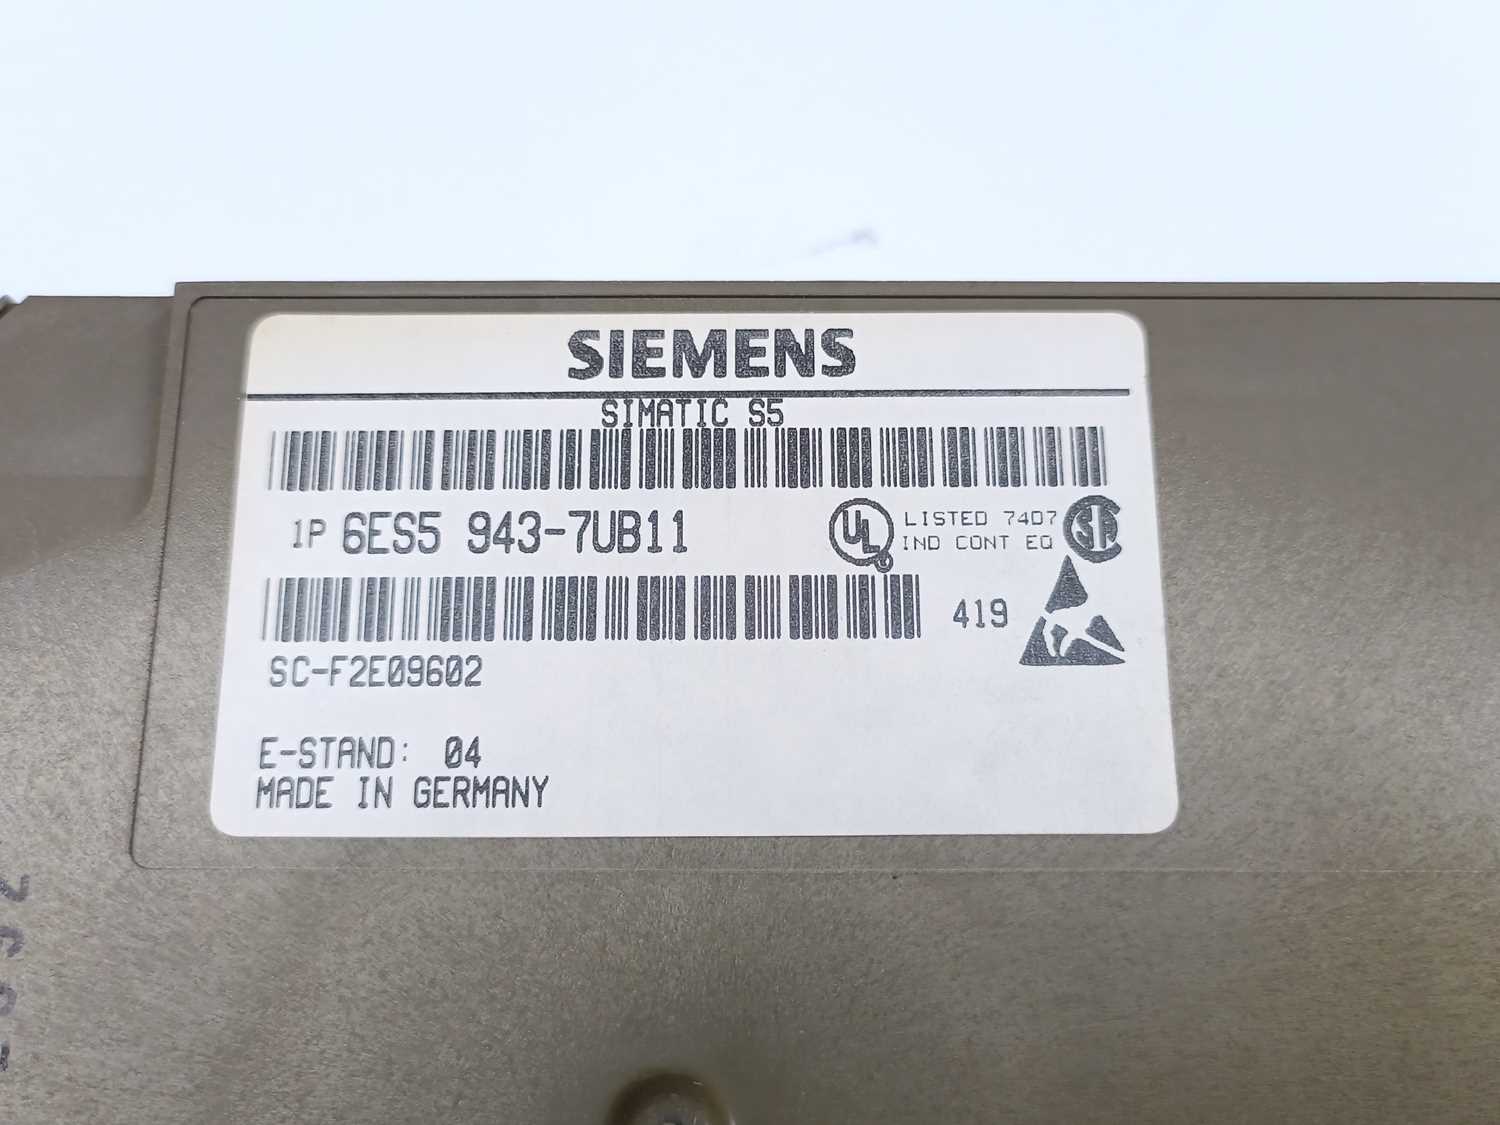 SIEMENS
SIMATIC S5
1P 6ES5 943-7UB11
UL LISTED 74D7
IND CONT EQ
419
SC-F2E09602
E-STAND: 04
MADE IN GERMANY